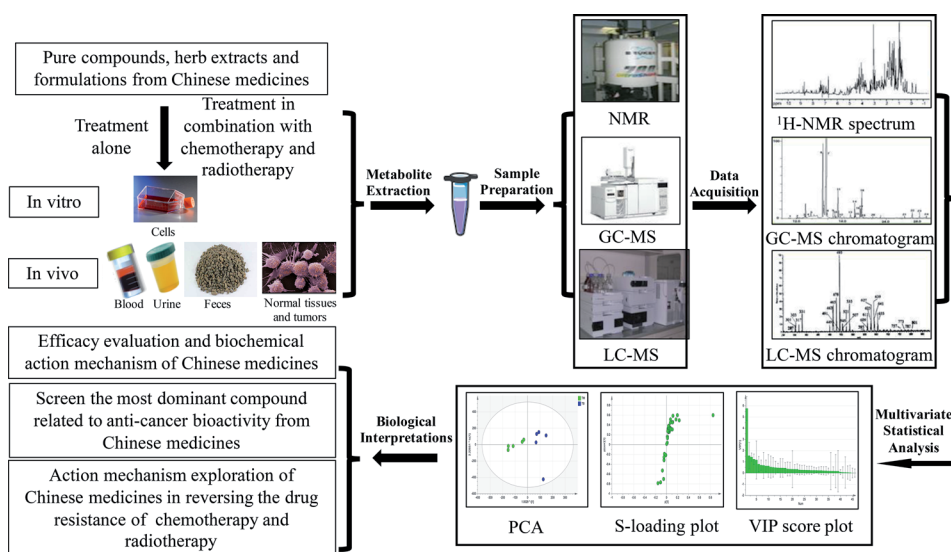 Pure compounds, herb extracts and
formulations from Chinese medicines
Treatment
alone
Treatment in
combination with
chemotherapy and
radiotherapy
In vitro
Cells
In vivo
Blood
Urine
Feces
Normal tissues
and tumors
Metabolite
Extraction
Sample
Preparation
NMR
GC-MS
LC-MS
Data
Acquisition
¹H-NMR spectrum
GC-MS chromatogram
LC-MS chromatogram
Multivariate
Statistical
Analysis
PCA
S-loading plot
VIP score plot
Biological
Interpretations
Efficacy evaluation and biochemical
action mechanism of Chinese medicines
Screen the most dominant compound
related to anti-cancer bioactivity from
Chinese medicines
Action mechanism exploration of
Chinese medicines in reversing the drug
resistance of chemotherapy and
radiotherapy